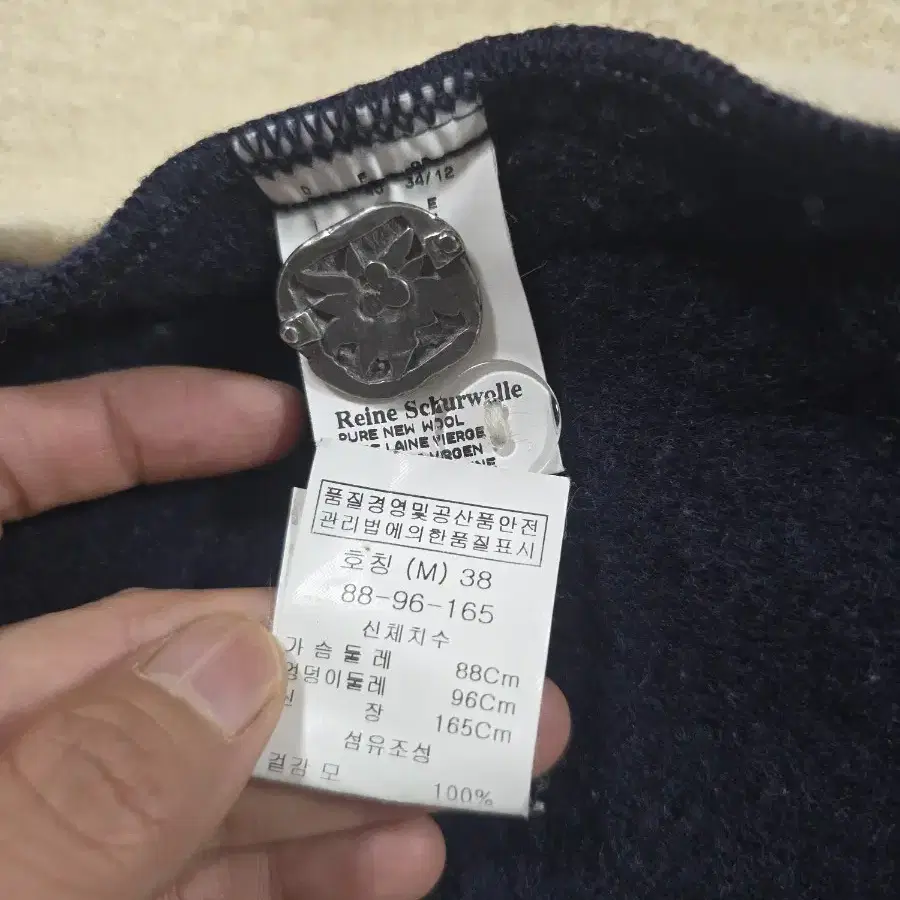 34/12
E
Reine Schurwolle
PURE NEW WOOL
LAINE VIERGE
품질경영및공산품안전
관리법에의한품질표시
호칭 (M) 38
88-96-165
신체치수
가슴둘레 88Cm
엉덩이둘레 96Cm
신 장 165Cm
섬유조성
겉감 모 100%